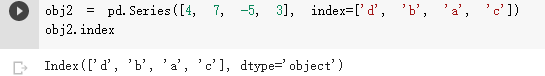 obj2 = pd.Series([4, 7, -5, 3], index=['d', 'b', 'a', 'c'])
obj2.index
Index(['d', 'b', 'a', 'c'], dtype='object')